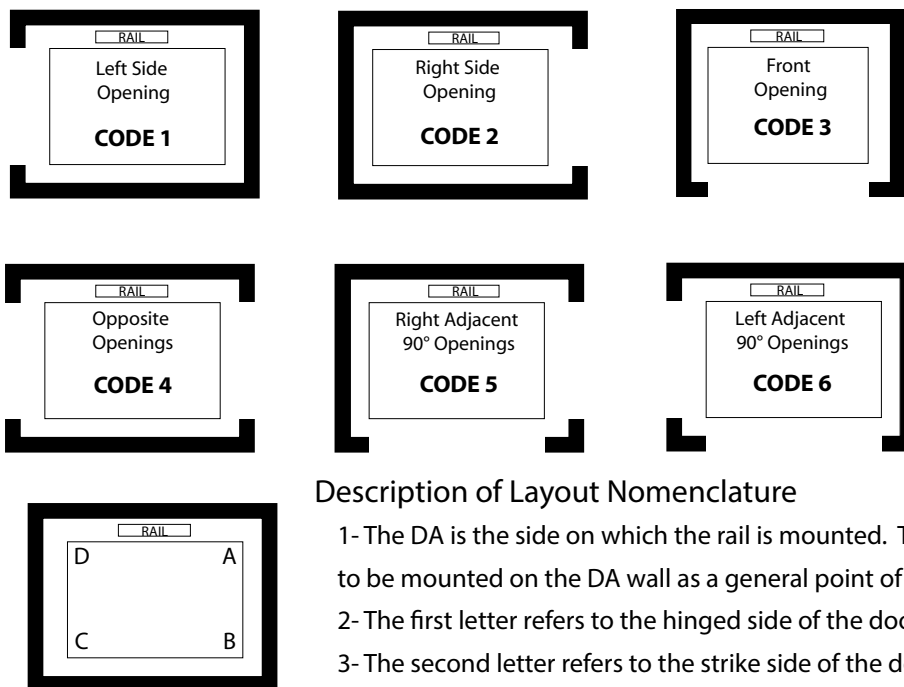 RAIL
Left Side
Opening
CODE 1
RAIL
Right Side
Opening
CODE 2
RAIL
Front
Opening
CODE 3
RAIL
Opposite
Openings
CODE 4
RAIL
Right Adjacent
90° Openings
CODE 5
RAIL
Left Adjacent
90° Openings
CODE 6
RAIL
D A
C B
Description of Layout Nomenclature
1- The DA is the side on which the rail is mounted.
to be mounted on the DA wall as a general point of
2- The first letter refers to the hinged side of the
3- The second letter refers to the strike side of the